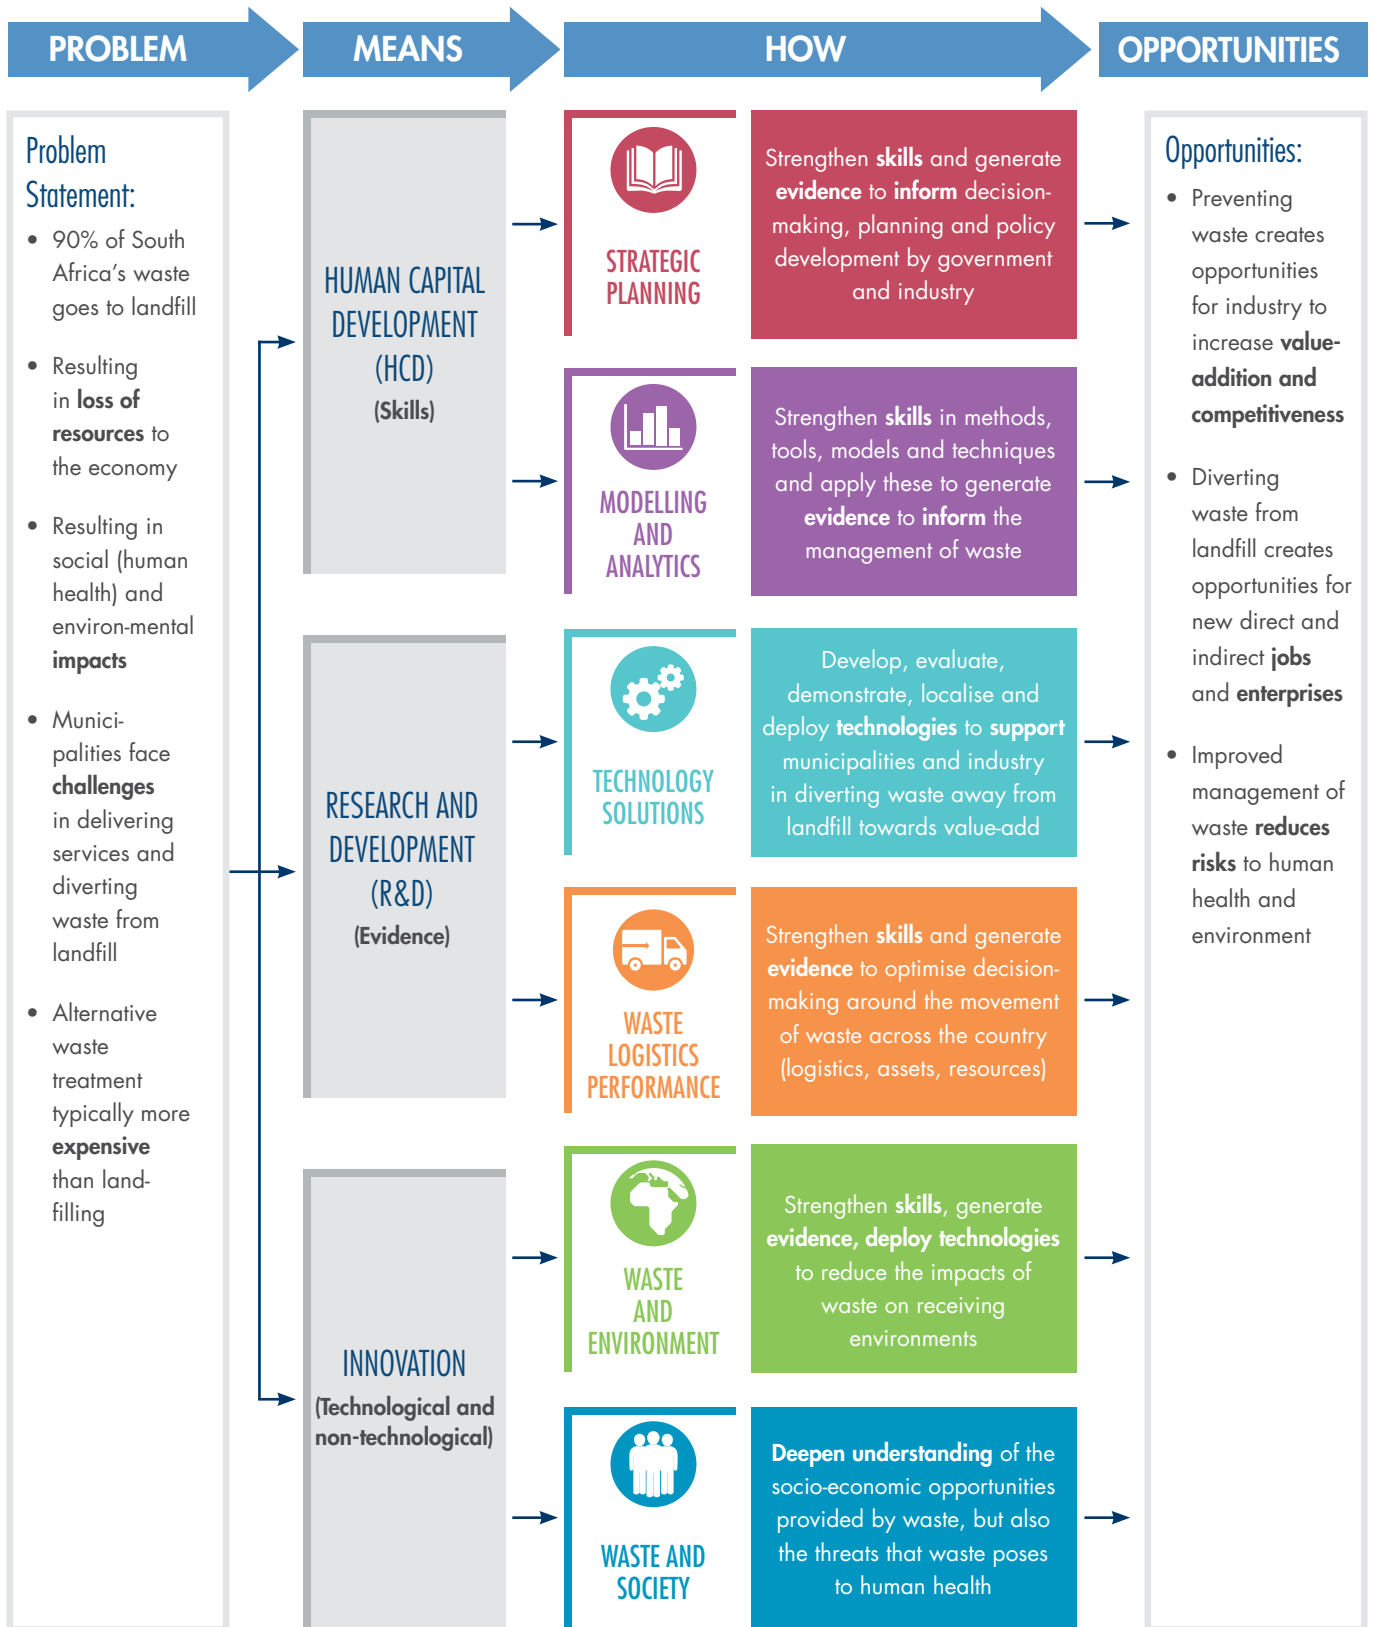 PROBLEM
MEANS
HOW
OPPORTUNITIES
Problem
Statement:
• 90% of South
Africa's waste
goes to landfill
• Resulting
in loss of
resources to
the economy
• Resulting in
social (human
health) and
environ-mental
impacts
• Munici-
palities face
challenges
in delivering
services and
diverting
waste from
landfill
• Alternative
waste
treatment
typically more
expensive
than land-
filling
HUMAN CAPITAL
DEVELOPMENT
(HCD)
(Skills)
RESEARCH AND
DEVELOPMENT
(R&D)
(Evidence)
INNOVATION
(Technological and
non-technological)
STRATEGIC
PLANNING
Strengthen skills and generate
evidence to inform decision-
making, planning and policy
development by government
and industry
MODELLING
AND
ANALYTICS
Strengthen skills in methods,
tools, models and techniques
and apply these to generate
evidence to inform the
management of waste
TECHNOLOGY
SOLUTIONS
Develop, evaluate,
demonstrate, localise and
deploy technologies to support
municipalities and industry
in diverting waste away from
landfill towards value-add
WASTE
LOGISTICS
PERFORMANCE
Strengthen skills and generate
evidence to optimise decision-
making around the movement
of waste across the country
(logistics, assets, resources)
WASTE
AND
ENVIRONMENT
Strengthen skills, generate
evidence, deploy technologies
to reduce the impacts of
waste on receiving
environments
WASTE AND
SOCIETY
Deepen understanding of the
socio-economic opportunities
provided by waste, but also
the threats that waste poses
to human health
Opportunities:
• Preventing
waste creates
opportunities
for industry to
increase value-
addition and
competitiveness
• Diverting
waste from
landfill creates
opportunities for
new direct and
indirect jobs
and enterprises
• Improved
management of
waste reduces
risks to human
health and
environment